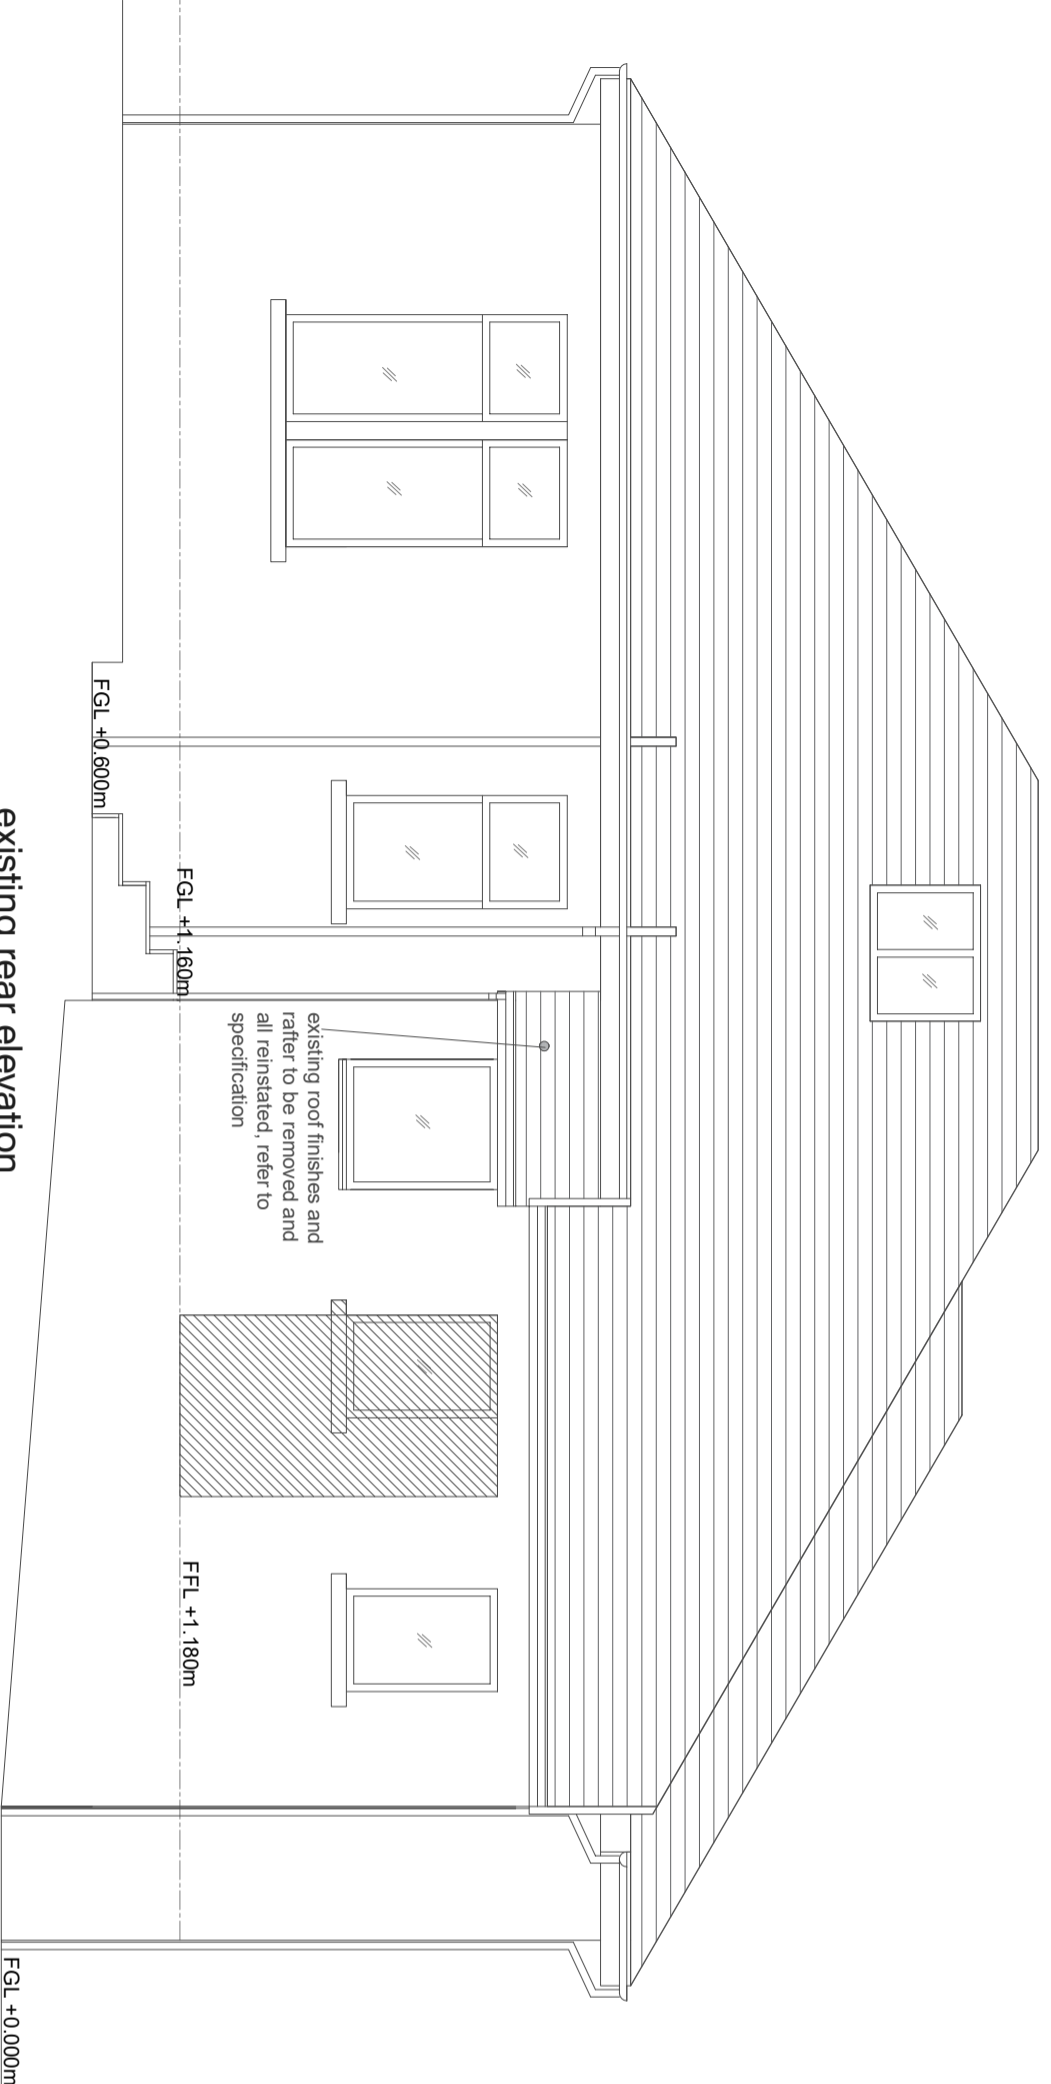 FGL +0.600m
FGL +1.160m
existing roof finishes and
rafter to be removed and
all reinstated, refer to
specification
FFL +1.180m
FGL +0.000m
existing rear elevation